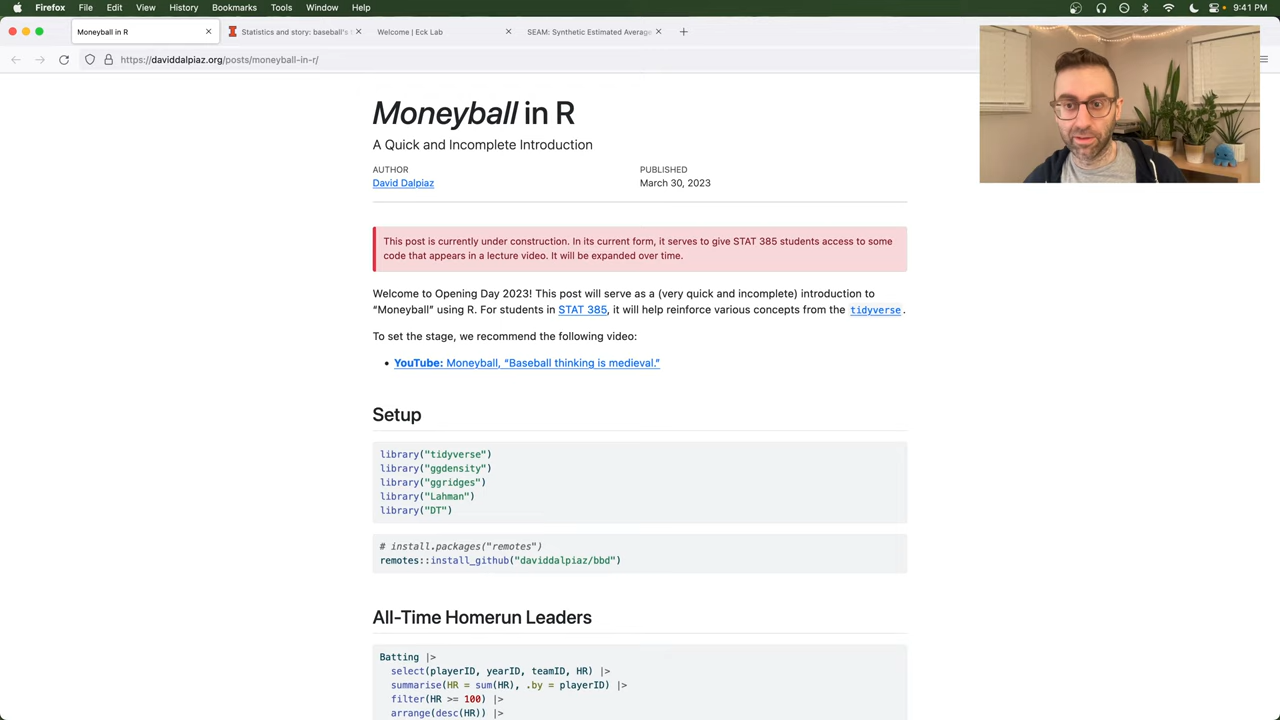 Firefox File Edit View History Bookmarks Tools Window Help 9:41 PM
Moneyball in R
Statistics and story: baseball's
Welcome | Eck Lab
SEAM: Synthetic Estimated Average
https://daviddalpiaz.org/posts/moneyball-in-r/
Moneyball in R
A Quick and Incomplete Introduction
AUTHOR
David Dalpiaz
PUBLISHED
March 30, 2023
This post is currently under construction. In its current form, it serves to give STAT 385 students access to some
code that appears in a lecture video. It will be expanded over time.
Welcome to Opening Day 2023! This post will serve as a (very quick and incomplete) introduction to
“Moneyball” using R. For students in STAT 385, it will help reinforce various concepts from the tidyverse.
To set the stage, we recommend the following video:
• YouTube: Moneyball, “Baseball thinking is medieval.”
Setup
library("tidyverse")
library("ggdensity")
library("ggridges")
library("Lahman")
library("DT")
# install.packages("remotes")
remotes::install_github("daviddalpiaz/bbd")
All-Time Homerun Leaders
Batting |>
select(playerID, yearID, teamID, HR) |>
summarise(HR = sum(HR), .by = playerID) |>
filter(HR >= 100) |>
arrange(desc(HR)) |>